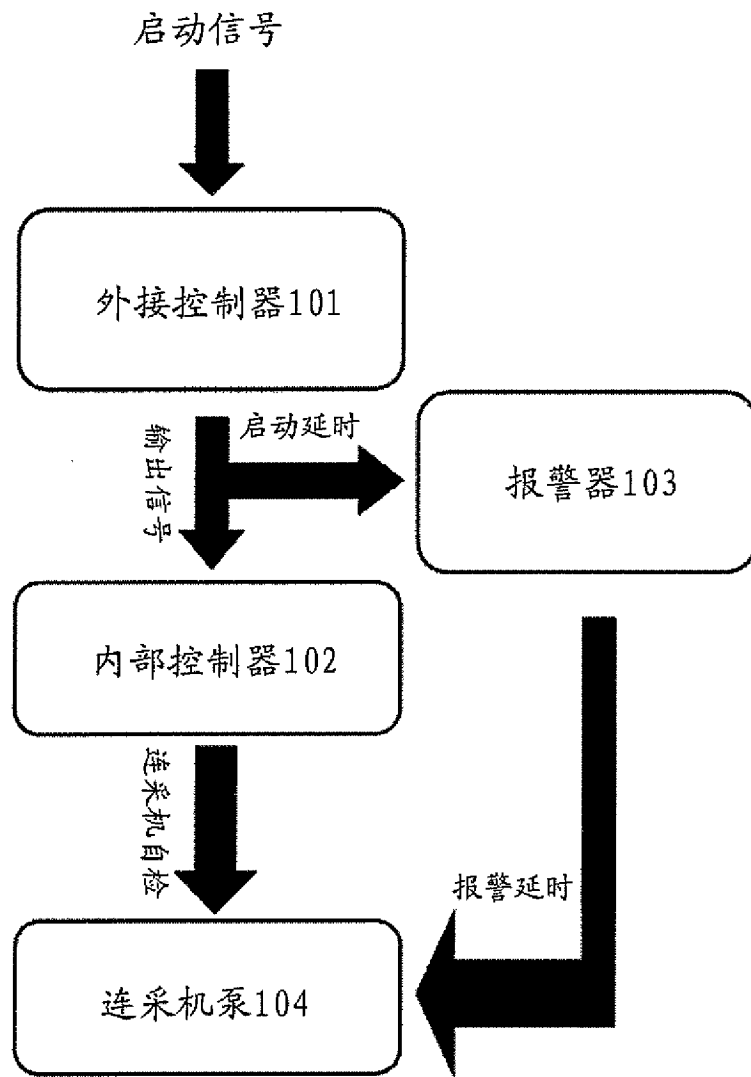 启动信号
外接控制器101
输出信号
启动延时
报警器103
内部控制器102
连采机自检
报警延时
连采机泵104